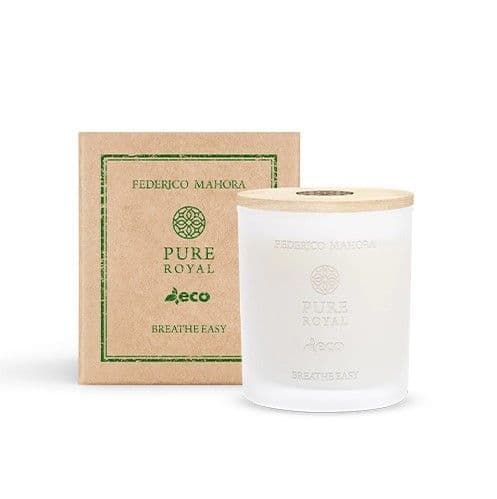 FEDERICO MAHORA
PURE
ROYAL
eco
BREATHE EASY
FEDERICO MAHORA
PURE
ROYAL
eco
BREATHE EASY